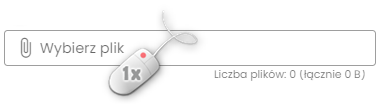 Wybierz plik
1x
Liczba plików: 0 (łącznie 0 B)